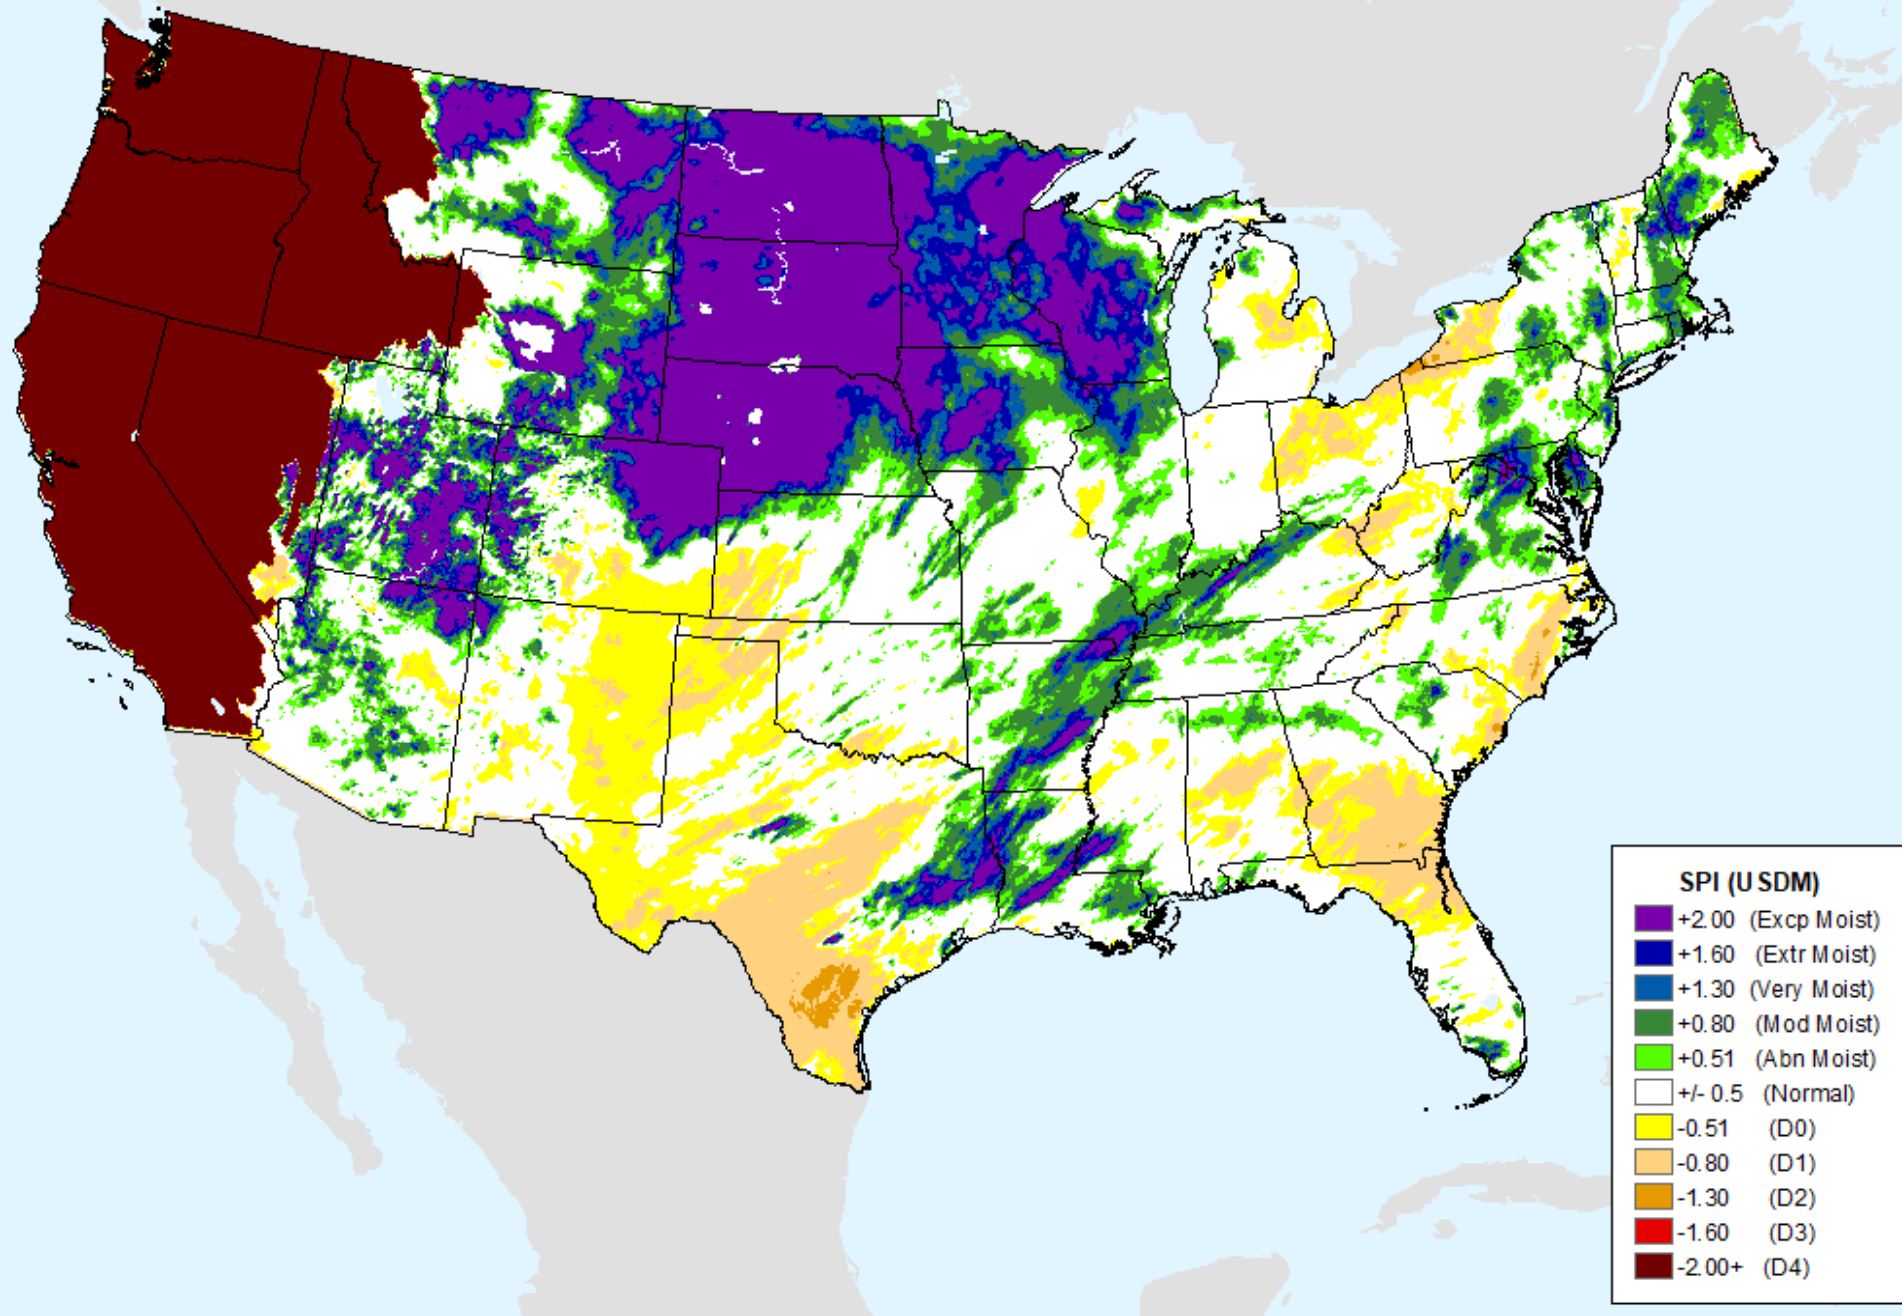 SPI (USDM)
+2.00 (Excp Moist)
+1.60 (Extr Moist)
+1.30 (Very Moist)
+0.80 (Mod Moist)
+0.51 (Abn Moist)
+/- 0.5 (Normal)
-0.51 (D0)
-0.80 (D1)
-1.30 (D2)
-1.60 (D3)
-2.00+ (D4)